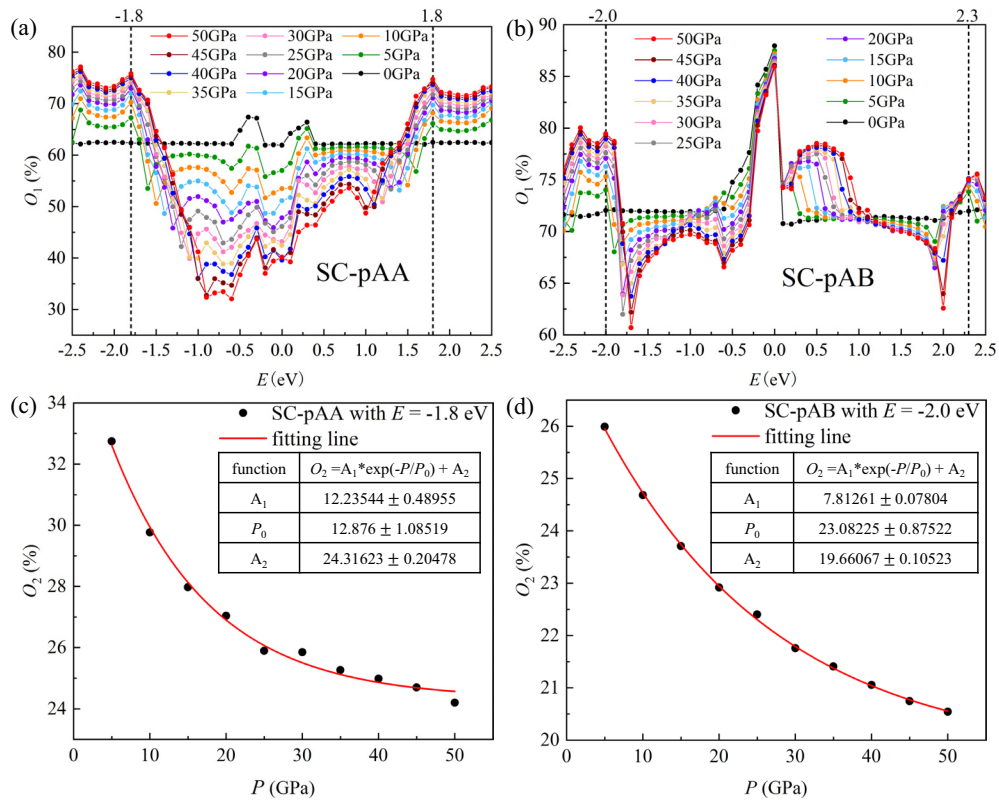 (a)
-1.8
1.8
50GPa
30GPa
10GPa
45GPa
25GPa
5GPa
40GPa
20GPa
0GPa
35GPa
15GPa
SC-pAA
80
70
60
50
40
30
O1 (%)
-2.5 -2.0 -1.5 -1.0 -0.5 0.0 0.5 1.0 1.5 2.0 2.5
E (eV)
(b)
-2.0
2.3
50GPa
20GPa
45GPa
15GPa
40GPa
10GPa
35GPa
5GPa
30GPa
0GPa
25GPa
SC-pAB
90
85
80
75
70
65
60
O1 (%)
-2.5 -2.0 -1.5 -1.0 -0.5 0.0 0.5 1.0 1.5 2.0 2.5
E (eV)
(c)
SC-pAA with E = -1.8 eV
fitting line
function O2 =A1*exp(-P/P0) + A2
A1 12.23544 ± 0.48955
P0 12.876 ± 1.08519
A2 24.31623 ± 0.20478
34
32
30
28
26
24
O2 (%)
0 10 20 30 40 50
P (GPa)
(d)
SC-pAB with E = -2.0 eV
fitting line
function O2 =A1*exp(-P/P0) + A2
A1 7.81261 ± 0.07804
P0 23.08225 ± 0.87522
A2 19.66067 ± 0.10523
26
25
24
23
22
21
20
O2 (%)
0 10 20 30 40 50
P (GPa)